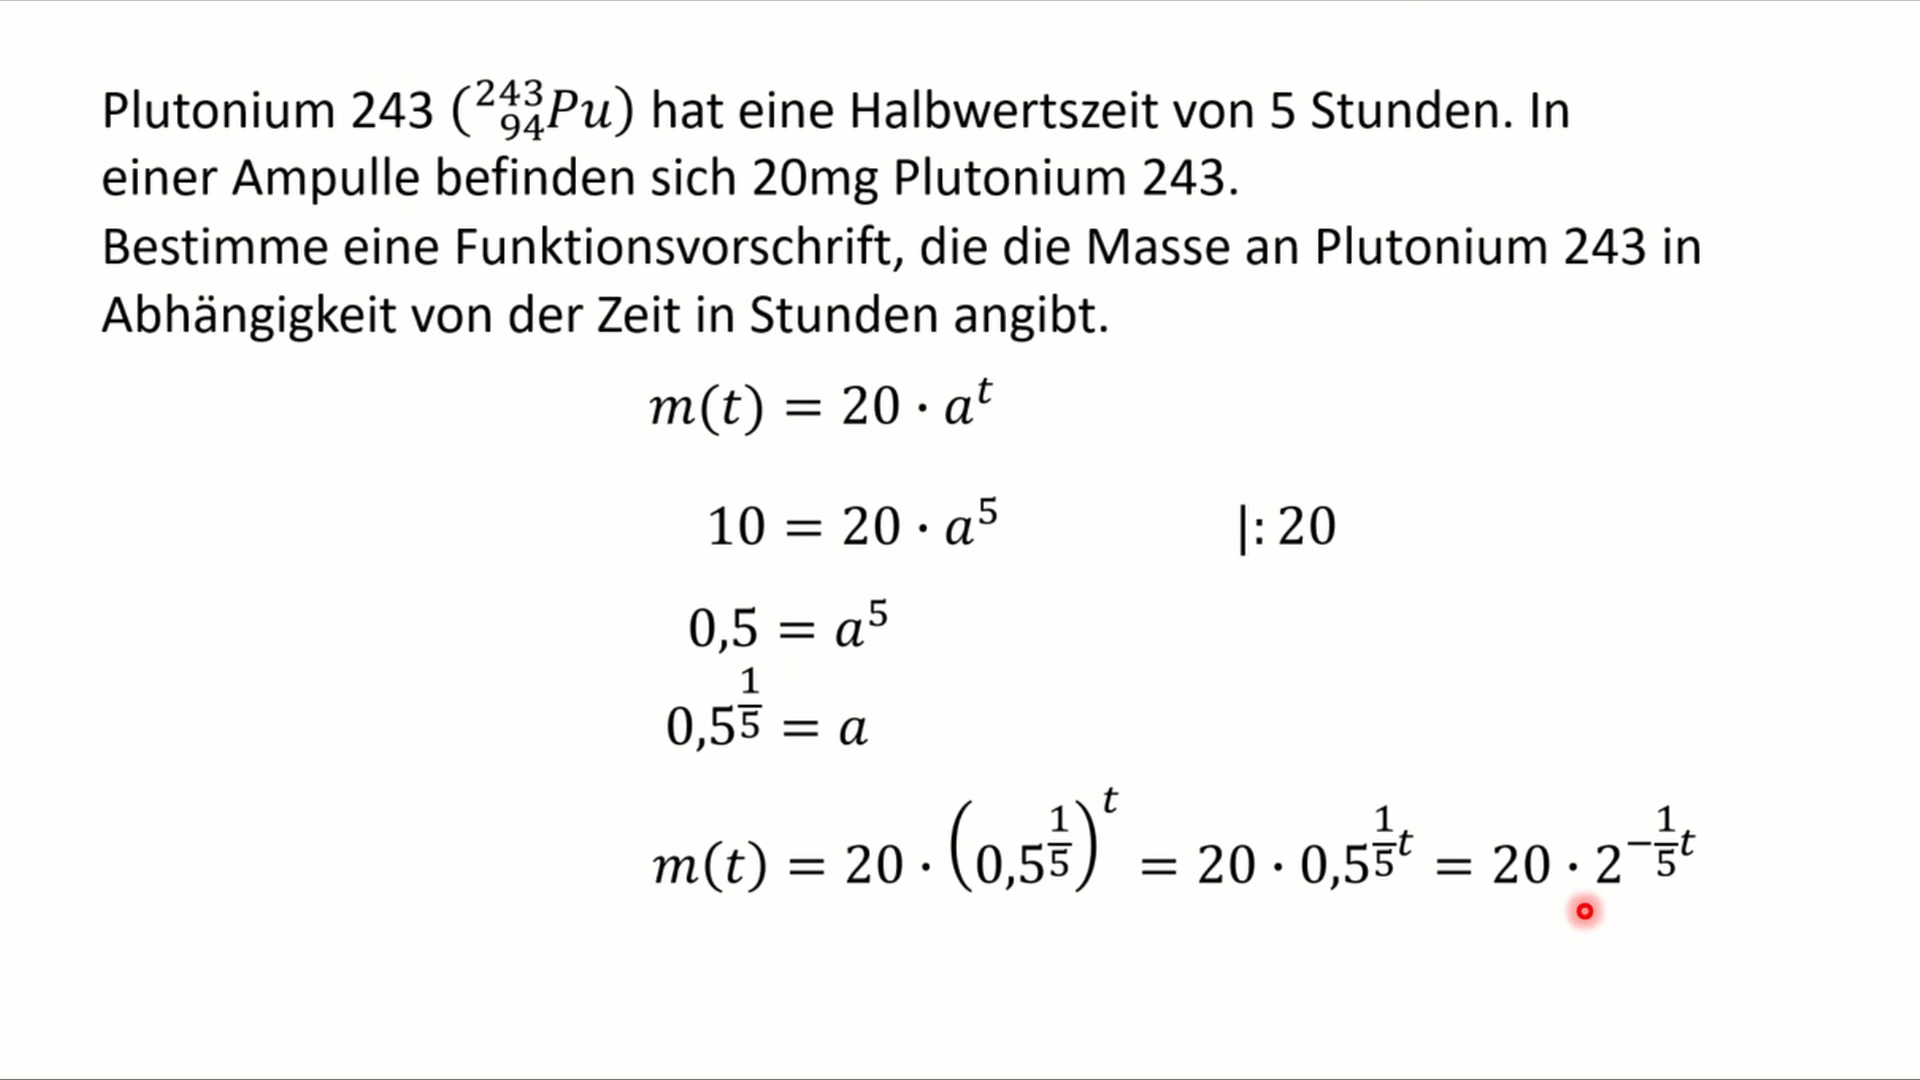 Plutonium 243 (²⁴³₉₄Pu) hat eine Halbwertszeit von 5 Stunden. In
einer Ampulle befinden sich 20mg Plutonium 243.
Bestimme eine Funktionsvorschrift, die die Masse an Plutonium 243 in
Abhängigkeit von der Zeit in Stunden angibt.
m(t) = 20 · a^t
10 = 20 · a^5 |: 20
0,5 = a^5
0,5^(1/5) = a
m(t) = 20 · (0,5^(1/5))^t = 20 · 0,5^(1/5 t) = 20 · 2^(−1/5 t)